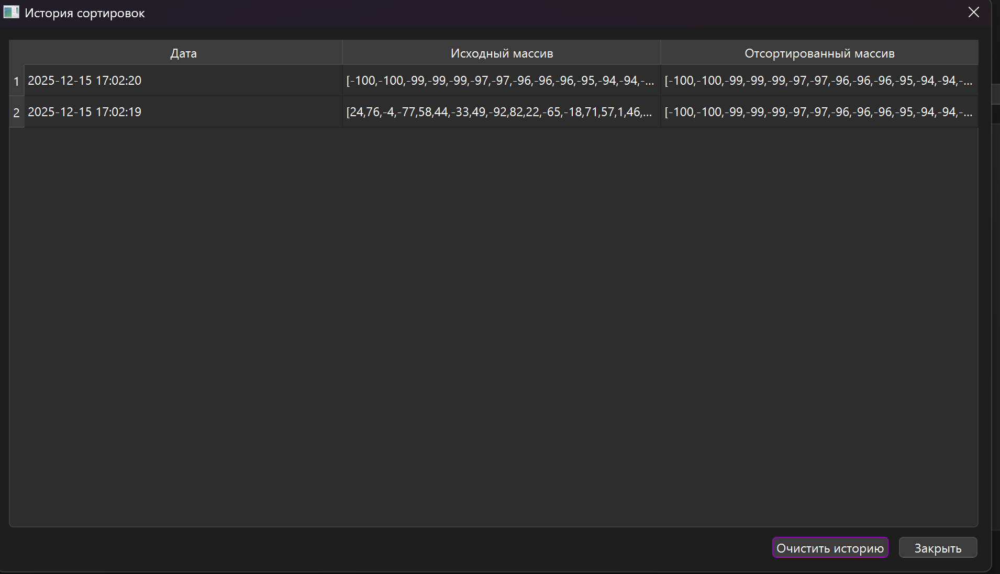 История сортировок
Дата Исходный массив Отсортированный массив
1 2025-12-15 17:02:20 [-100,-100,-99,-99,-99,-97,-97,-96,-96,-96,-95,-94,-94,-... [-100,-100,-99,-99,-99,-97,-97,-96,-96,-96,-95,-94,-94,-...
2 2025-12-15 17:02:19 [24,76,-4,-77,58,44,-33,49,-92,82,22,-65,-18,71,57,1,46,... [-100,-100,-99,-99,-99,-97,-97,-96,-96,-96,-95,-94,-94,-...
Очистить историю Закрыть